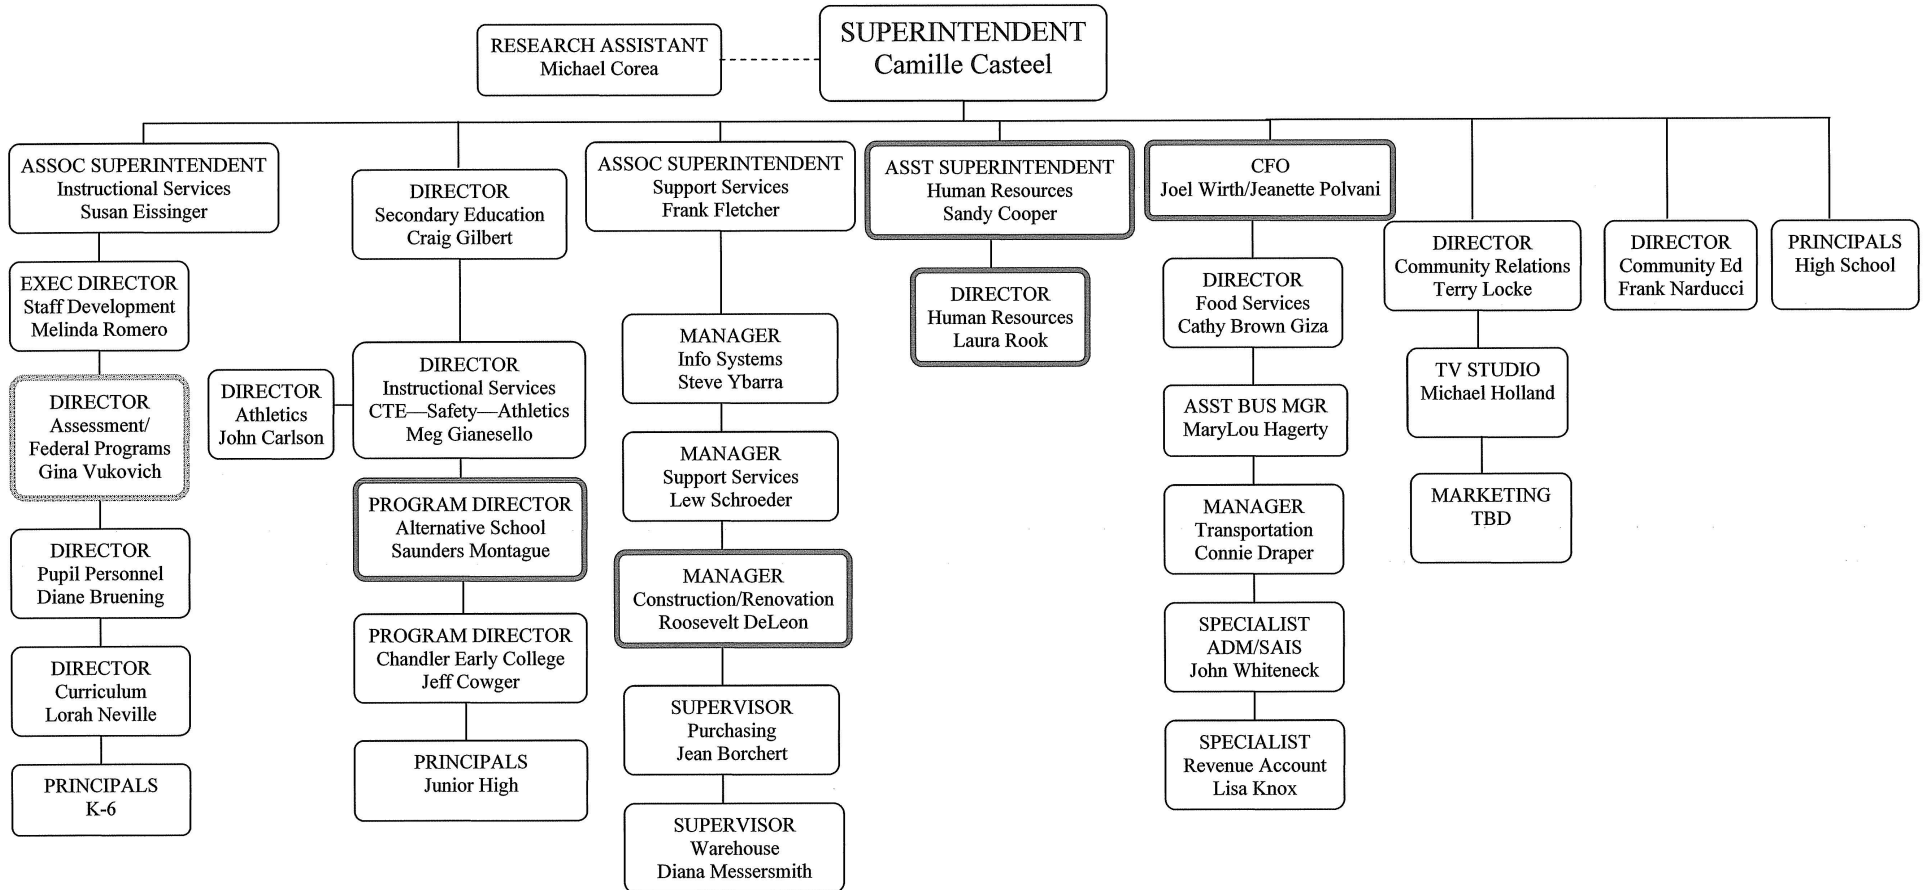 RESEARCH ASSISTANT
Michael Corea
SUPERINTENDENT
Camille Casteel
ASSOC SUPERINTENDENT
Instructional Services
Susan Eissinger
EXEC DIRECTOR
Staff Development
Melinda Romero
DIRECTOR
Assessment/
Federal Programs
Gina Vukovich
DIRECTOR
Pupil Personnel
Diane Bruening
DIRECTOR
Curriculum
Lorah Neville
PRINCIPALS
K-6
DIRECTOR
Secondary Education
Craig Gilbert
DIRECTOR
Athletics
John Carlson
DIRECTOR
Instructional Services
CTE—Safety—Athletics
Meg Gianesello
PROGRAM DIRECTOR
Alternative School
Saunders Montague
PROGRAM DIRECTOR
Chandler Early College
Jeff Cowger
PRINCIPALS
Junior High
ASSOC SUPERINTENDENT
Support Services
Frank Fletcher
MANAGER
Info Systems
Steve Ybarra
MANAGER
Support Services
Lew Schroeder
MANAGER
Construction/Renovation
Roosevelt DeLeon
SUPERVISOR
Purchasing
Jean Borchert
SUPERVISOR
Warehouse
Diana Messersmith
ASST SUPERINTENDENT
Human Resources
Sandy Cooper
DIRECTOR
Human Resources
Laura Rook
CFO
Joel Wirth/Jeanette Polvani
DIRECTOR
Food Services
Cathy Brown Giza
ASST BUS MGR
MaryLou Hagerty
MANAGER
Transportation
Connie Draper
SPECIALIST
ADM/SAIS
John Whiteneck
SPECIALIST
Revenue Account
Lisa Knox
DIRECTOR
Community Relations
Terry Locke
TV STUDIO
Michael Holland
MARKETING
TBD
DIRECTOR
Community Ed
Frank Narducci
PRINCIPALS
High School